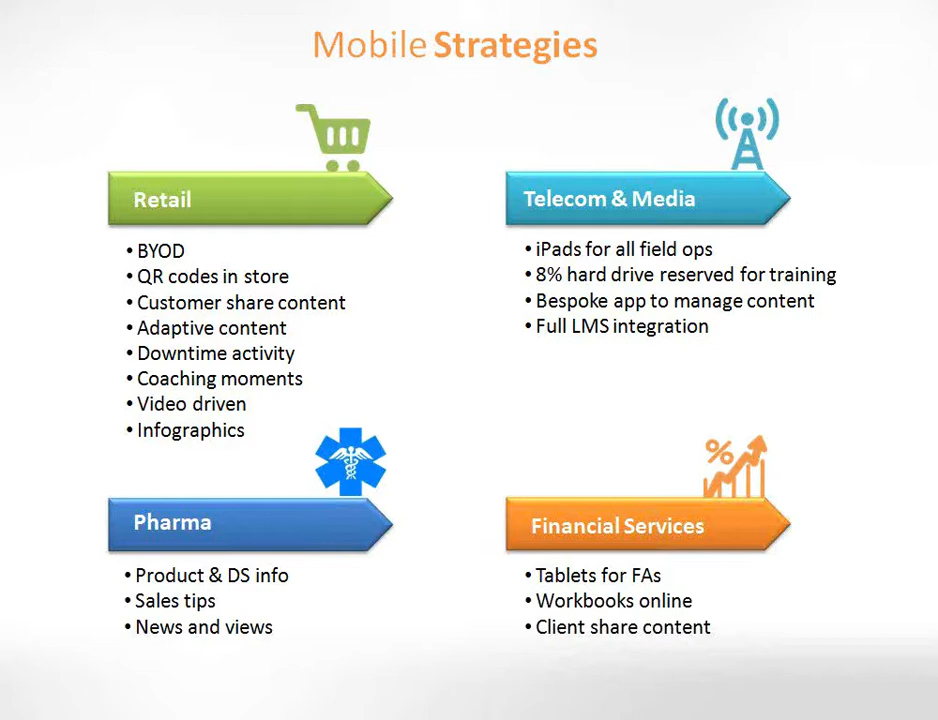 Mobile Strategies
Retail
• BYOD
• QR codes in store
• Customer share content
• Adaptive content
• Downtime activity
• Coaching moments
• Video driven
• Infographics
Telecom & Media
• iPads for all field ops
• 8% hard drive reserved for training
• Bespoke app to manage content
• Full LMS integration
Pharma
• Product & DS info
• Sales tips
• News and views
%
Financial Services
• Tablets for FAs
• Workbooks online
• Client share content